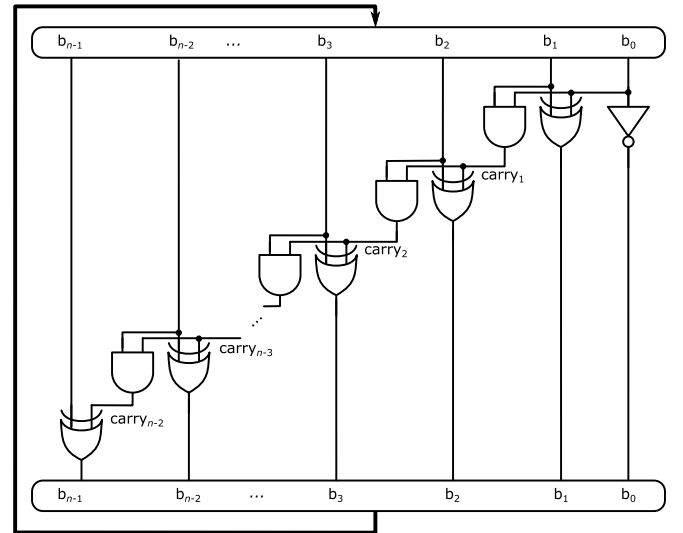 bₙ₋₁ bₙ₋₂ ... b₃ b₂ b₁ b₀
carry₁
carry₂
...
carryₙ₋₃
carryₙ₋₂
bₙ₋₁ bₙ₋₂ ... b₃ b₂ b₁ b₀